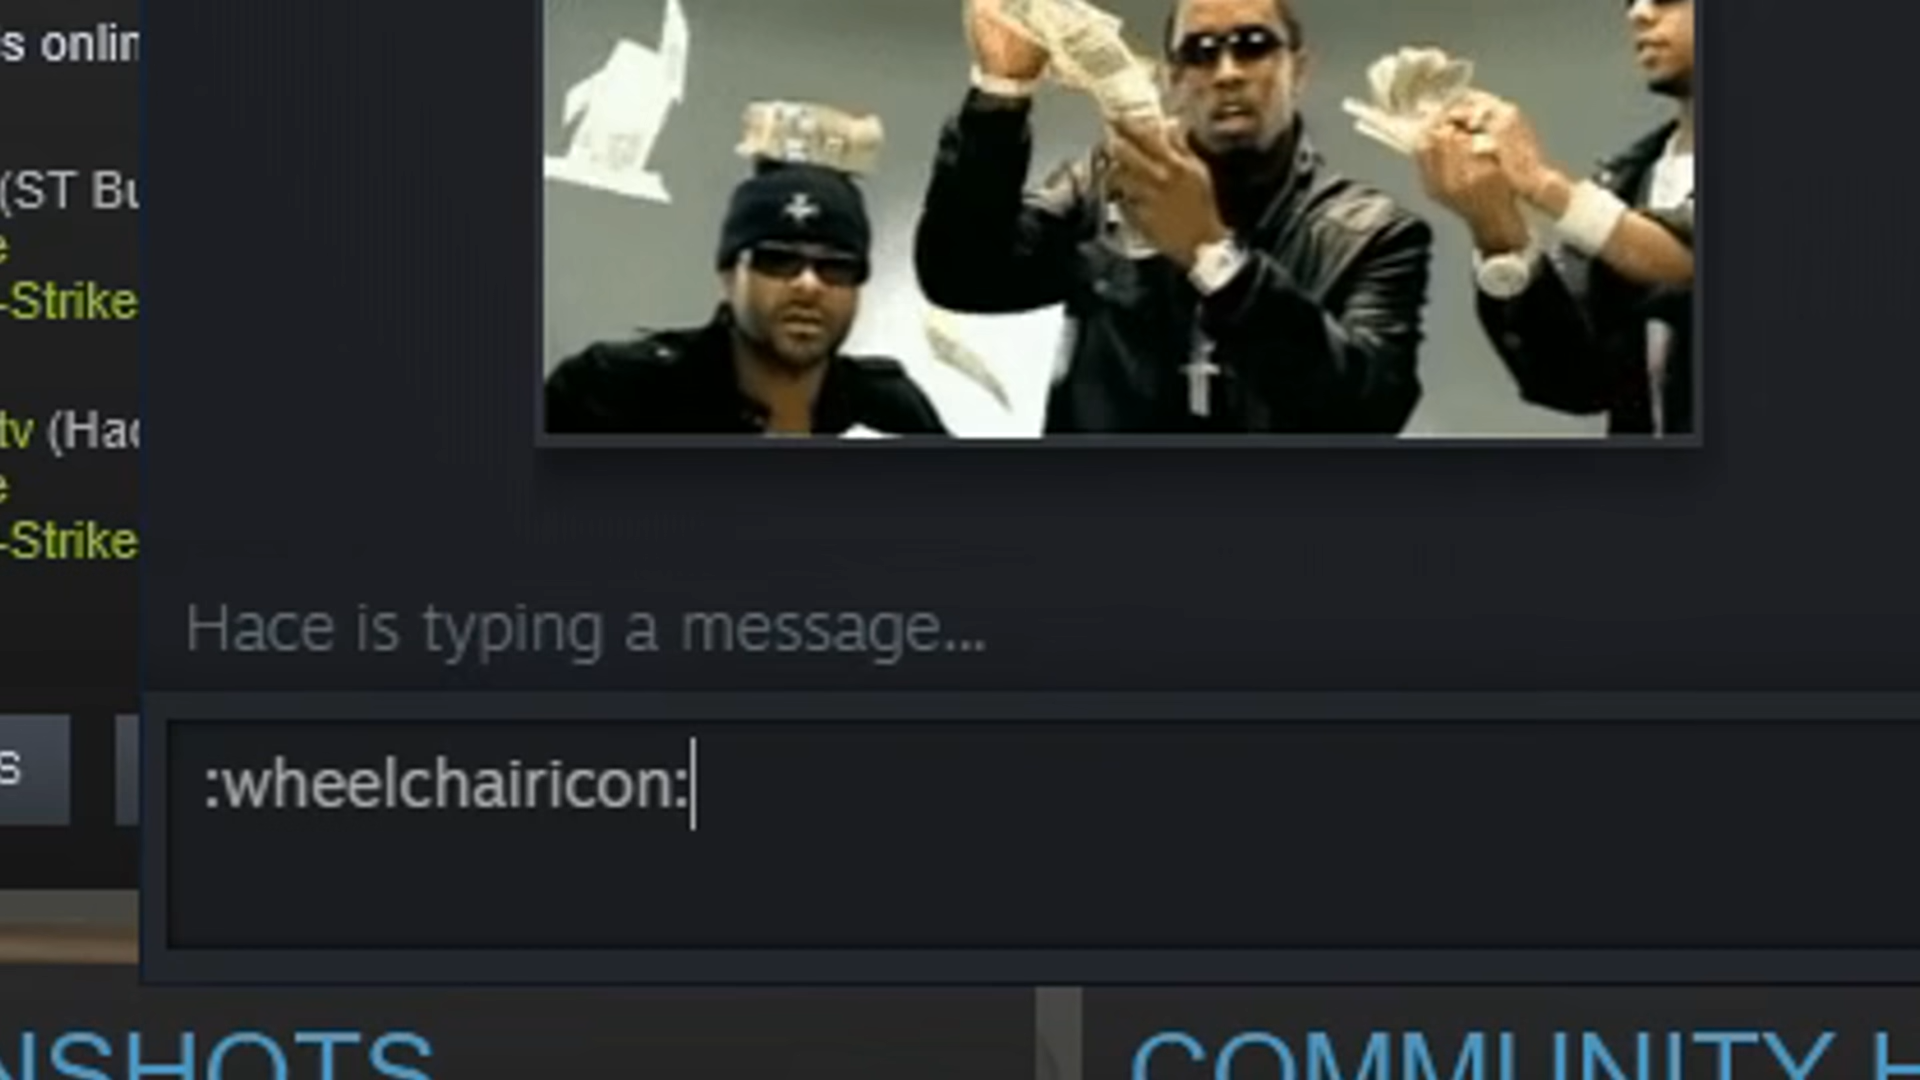 s onlin
(ST Bu
e
-Strike
tv (Hac
e
-Strike
Hace is typing a message...
s
:wheelchairicon:
NSHOTS
COMMUNITY H